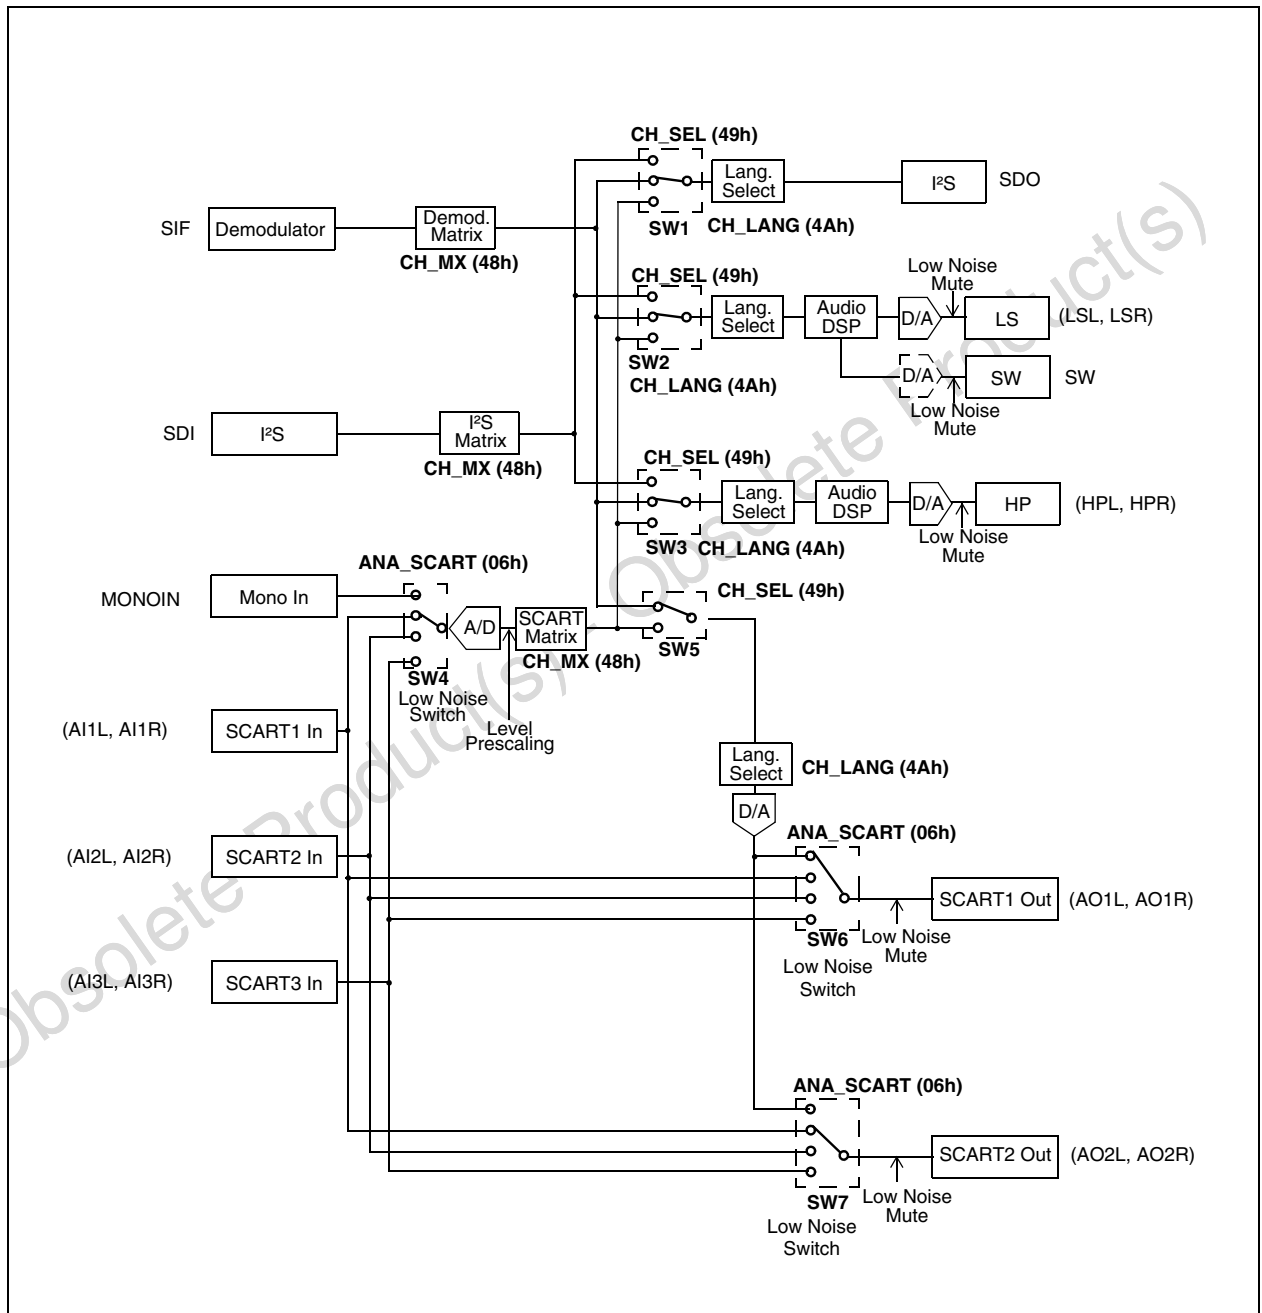 CH_SEL (49h)
Lang.
Select
I²S
SDO
SW1
CH_LANG (4Ah)
SIF
Demodulator
Demod.
Matrix
CH_MX (48h)
CH_SEL (49h)
Lang.
Select
Audio
DSP
D/A
Low Noise
Mute
LS
(LSL, LSR)
SW2
CH_LANG (4Ah)
D/A
SW
SW
Low Noise
Mute
SDI
I²S
I²S
Matrix
CH_MX (48h)
CH_SEL (49h)
Lang.
Select
Audio
DSP
D/A
HP
(HPL, HPR)
Low Noise
Mute
SW3
CH_LANG (4Ah)
ANA_SCART (06h)
MONOIN
Mono In
A/D
SCART
Matrix
CH_MX (48h)
CH_SEL (49h)
SW5
SW4
Low Noise
Switch
Level
Prescaling
(AI1L, AI1R)
SCART1 In
Lang.
Select
CH_LANG (4Ah)
D/A
(AI2L, AI2R)
SCART2 In
ANA_SCART (06h)
SCART1 Out
(AO1L, AO1R)
SW6
Low Noise
Mute
Low Noise
Switch
(AI3L, AI3R)
SCART3 In
ANA_SCART (06h)
SCART2 Out
(AO2L, AO2R)
SW7
Low Noise
Mute
Low Noise
Switch
Obsolete Product(s) - Obsolete Product(s)